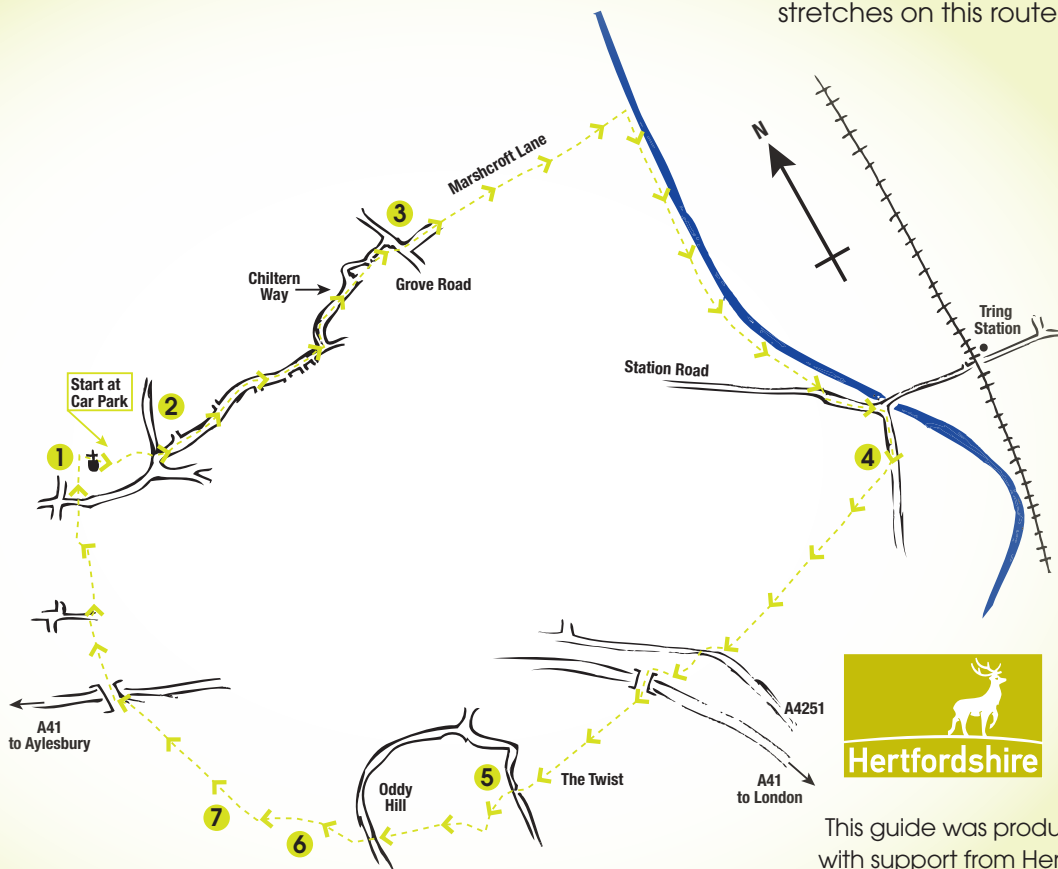 stretches on this route
N
Marshcroft Lane
3
Chiltern
Way
Grove Road
Tring
Station
Station Road
Start at
Car Park
2
1
4
A4251
A41
to Aylesbury
Hertfordshire
5
The Twist
Oddy
Hill
A41
to London
7
6
This guide was produ
with support from Her